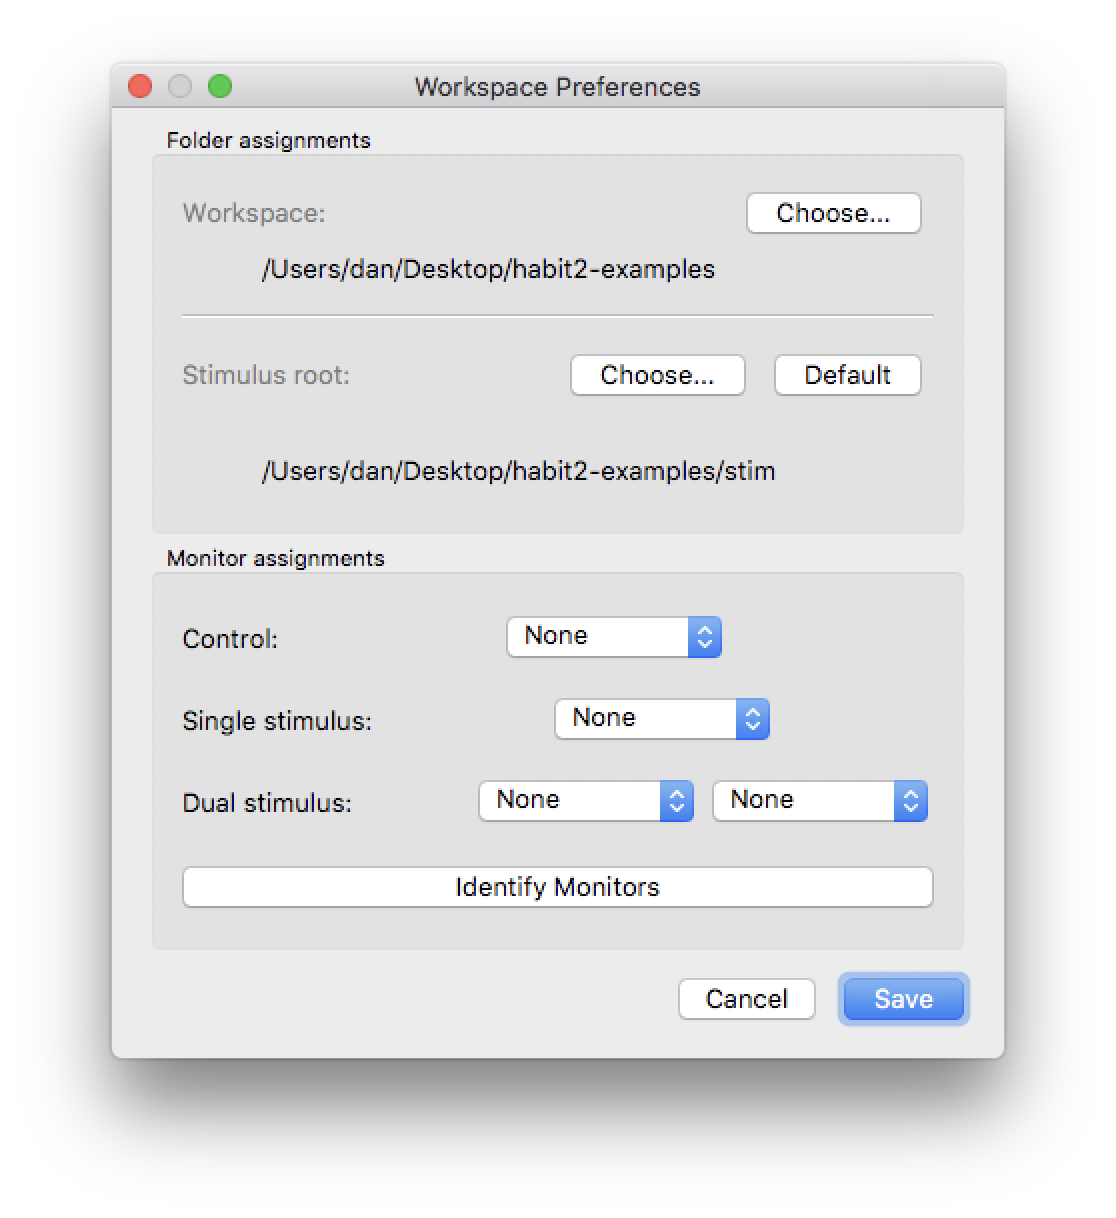 Workspace Preferences
Folder assignments
Workspace: Choose...
/Users/dan/Desktop/habit2-examples
Stimulus root: Choose... Default
/Users/dan/Desktop/habit2-examples/stim
Monitor assignments
Control: None
Single stimulus: None
Dual stimulus: None None
Identify Monitors
Cancel Save